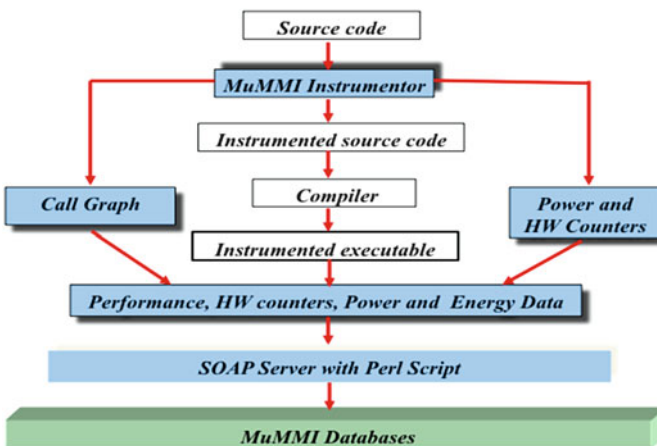 Source code
MuMMI Instrumentor
Instrumented source code
Compiler
Call Graph
Power and
HW Counters
Instrumented executable
Performance, HW counters, Power and Energy Data
SOAP Server with Perl Script
MuMMI Databases